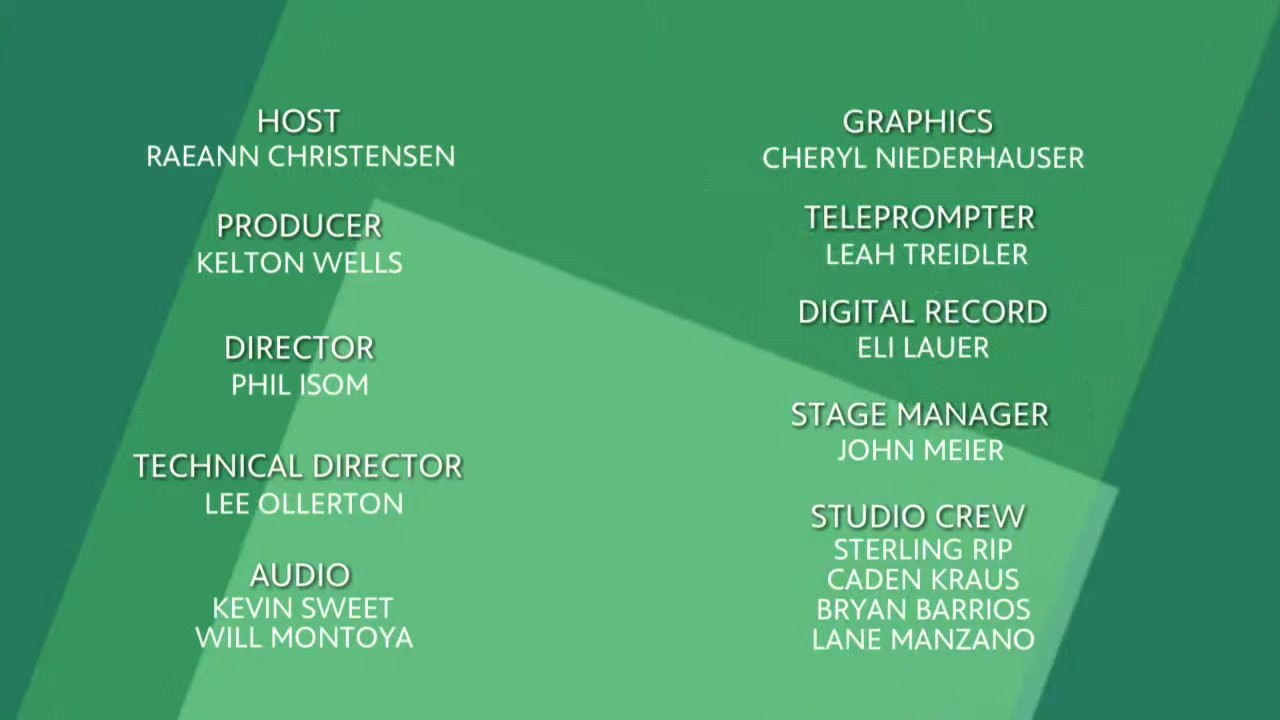 HOST
RAEANN CHRISTENSEN
PRODUCER
KELTON WELLS
DIRECTOR
PHIL ISOM
TECHNICAL DIRECTOR
LEE OLLERTON
AUDIO
KEVIN SWEET
WILL MONTOYA
GRAPHICS
CHERYL NIEDERHAUSER
TELEPROMPTER
LEAH TREIDLER
DIGITAL RECORD
ELI LAUER
STAGE MANAGER
JOHN MEIER
STUDIO CREW
STERLING RIP
CADEN KRAUS
BRYAN BARRIOS
LANE MANZANO